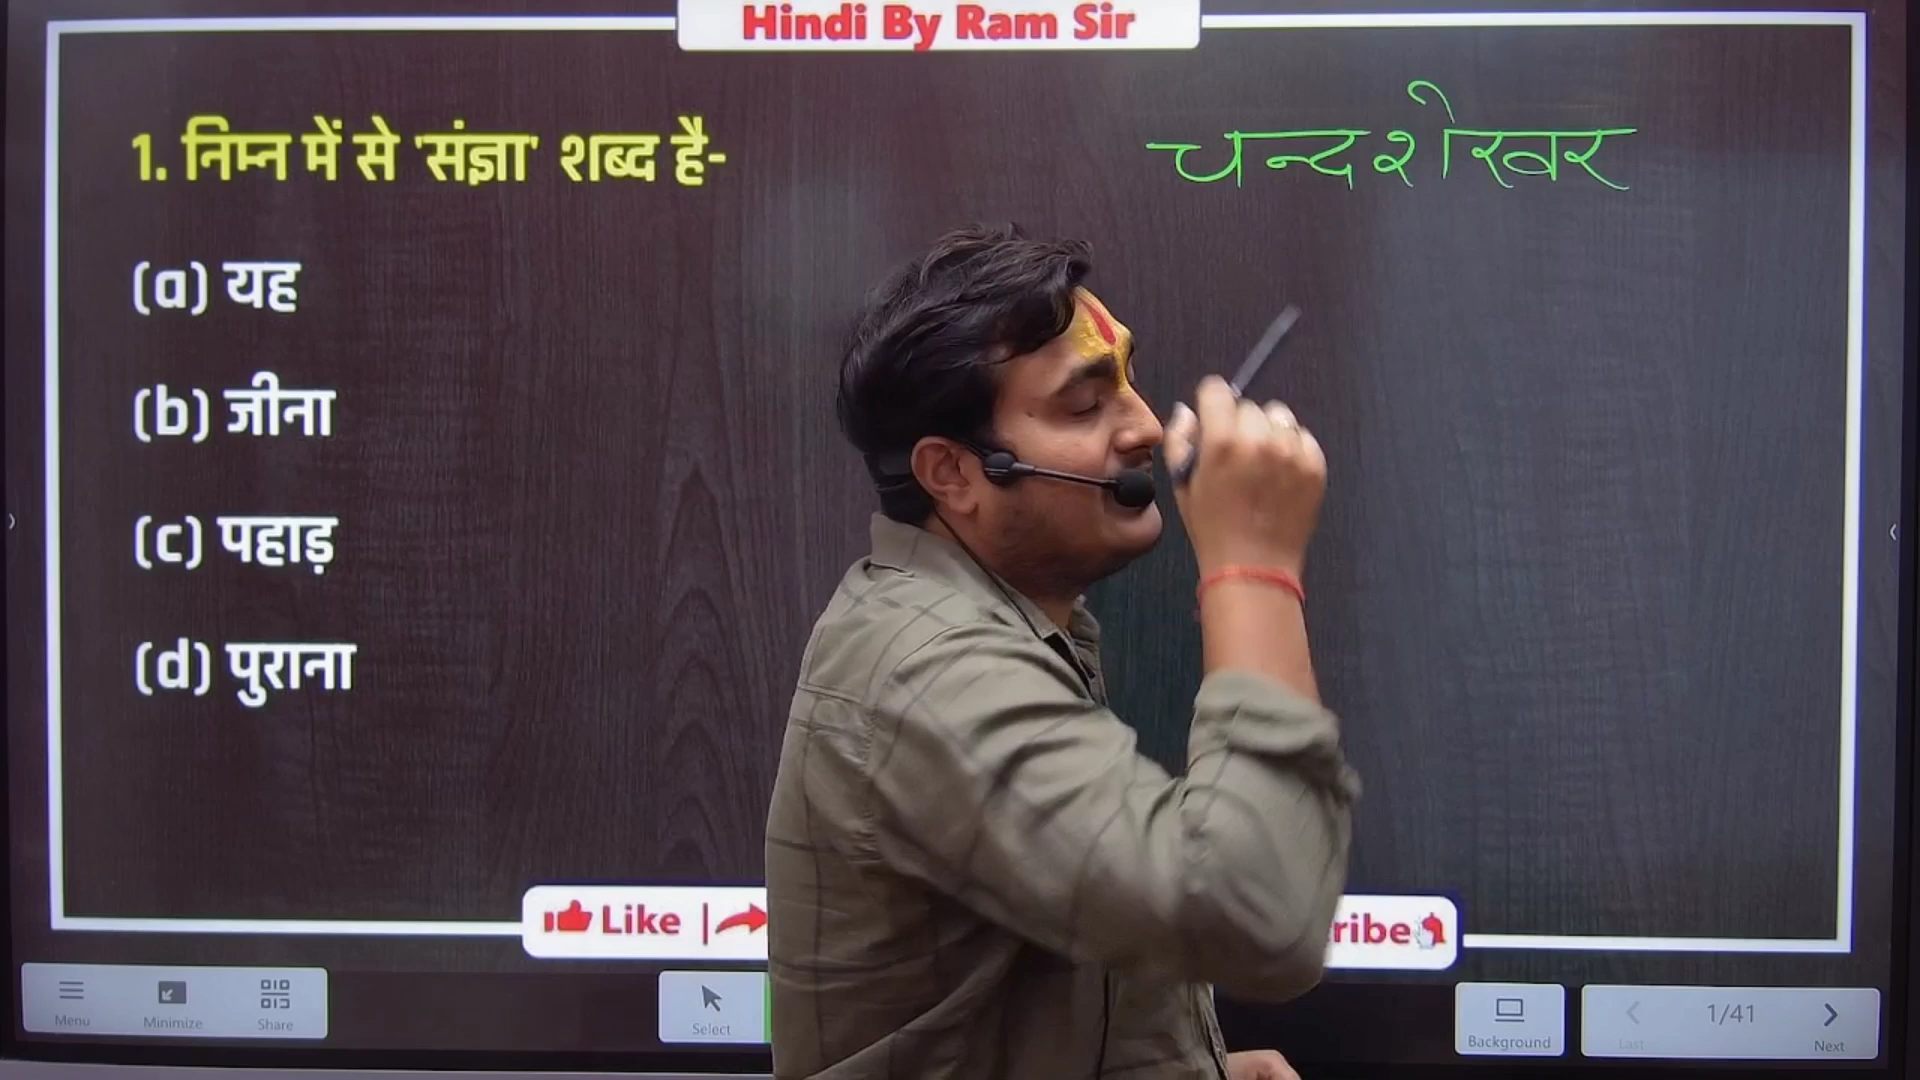 Hindi By Ram Sir
1. निम्न में से 'संज्ञा' शब्द है-
चन्दशेखर
(a) यह
(b) जीना
(c) पहाड़
(d) पुराना
Like |
ribe
Menu
Minimize
Share
Select
Background
Last
1/41
Next